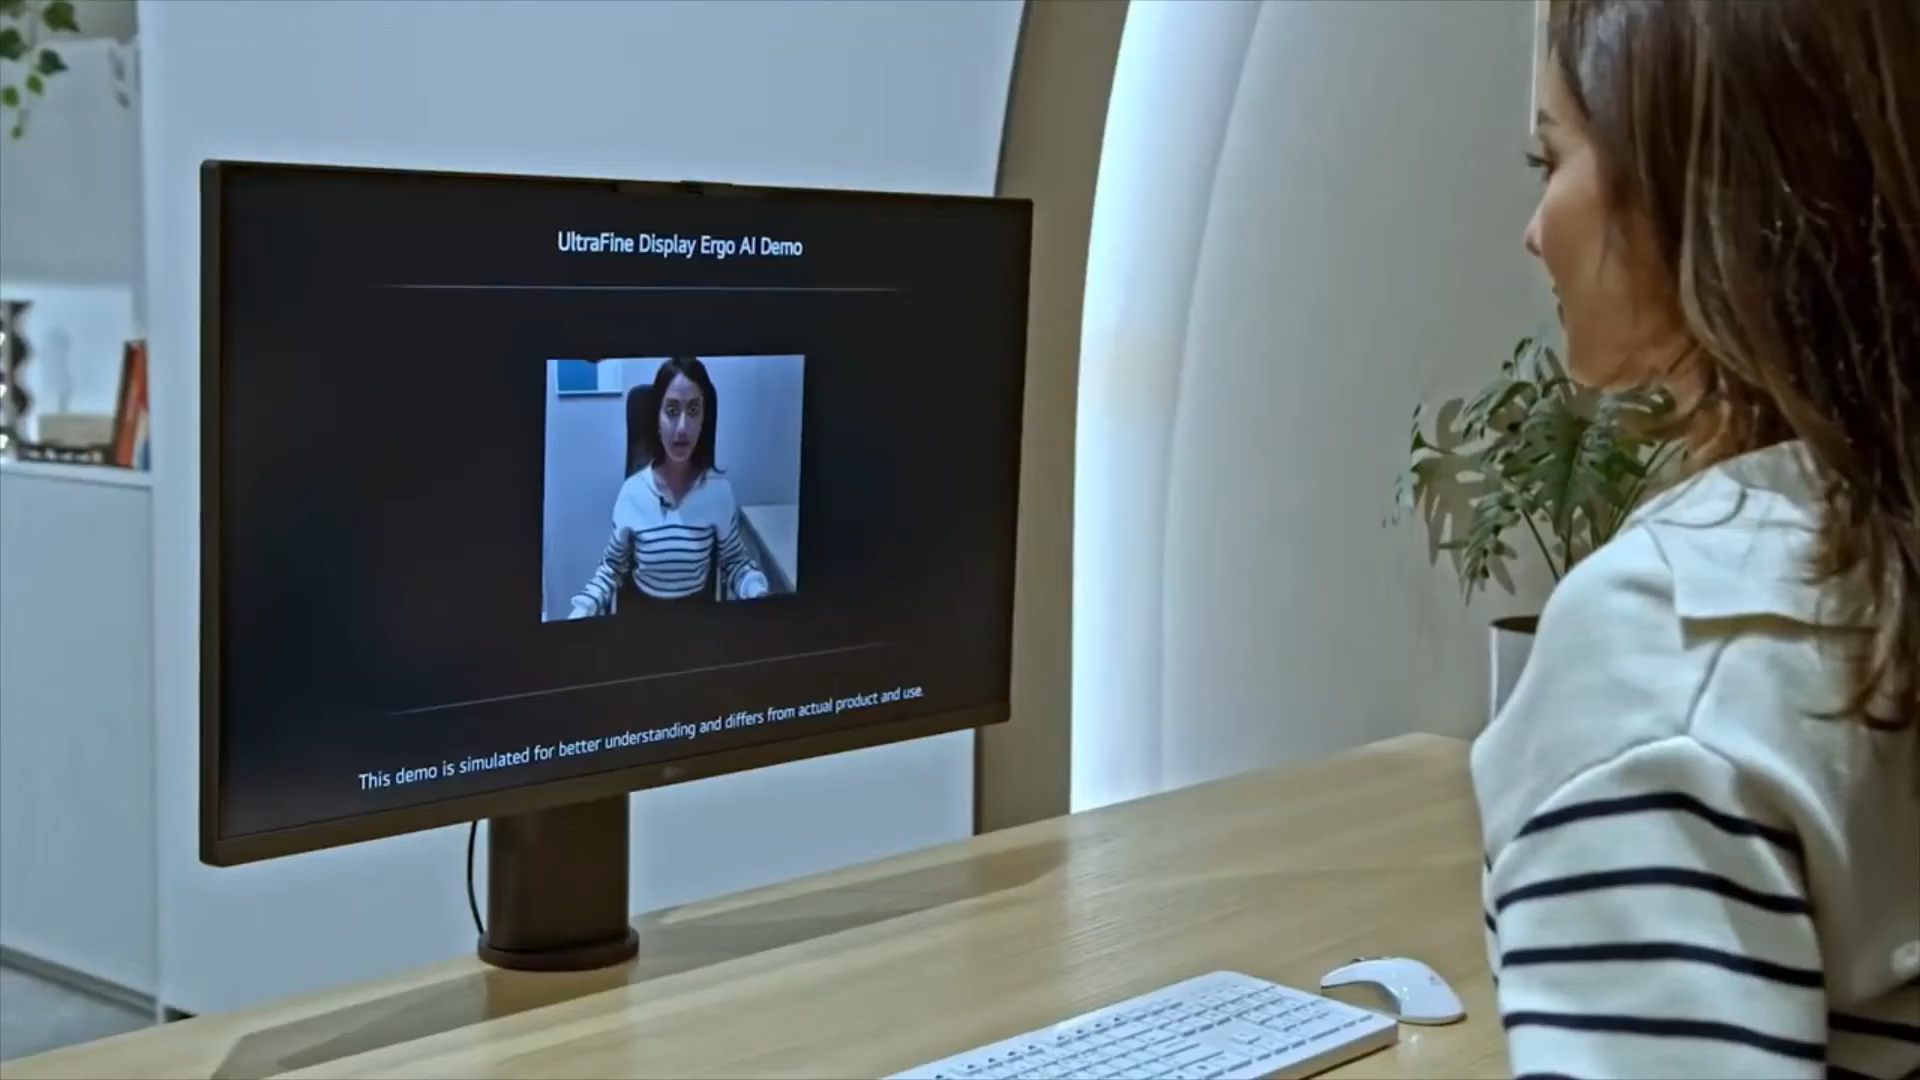 UltraFine Display Ergo AI Demo
This demo is simulated for better understanding and differs from actual product and use.